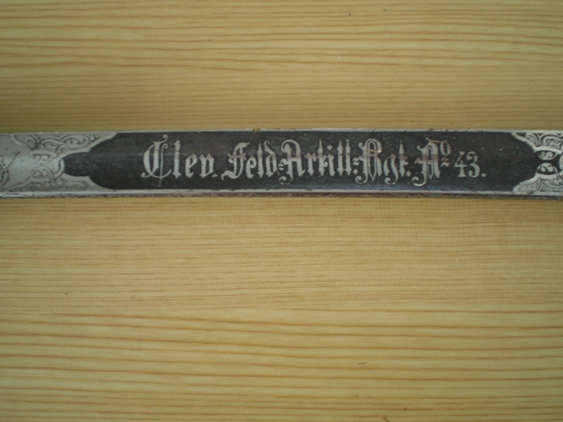 Clev. Feld=Artill=Rgt. No 43.